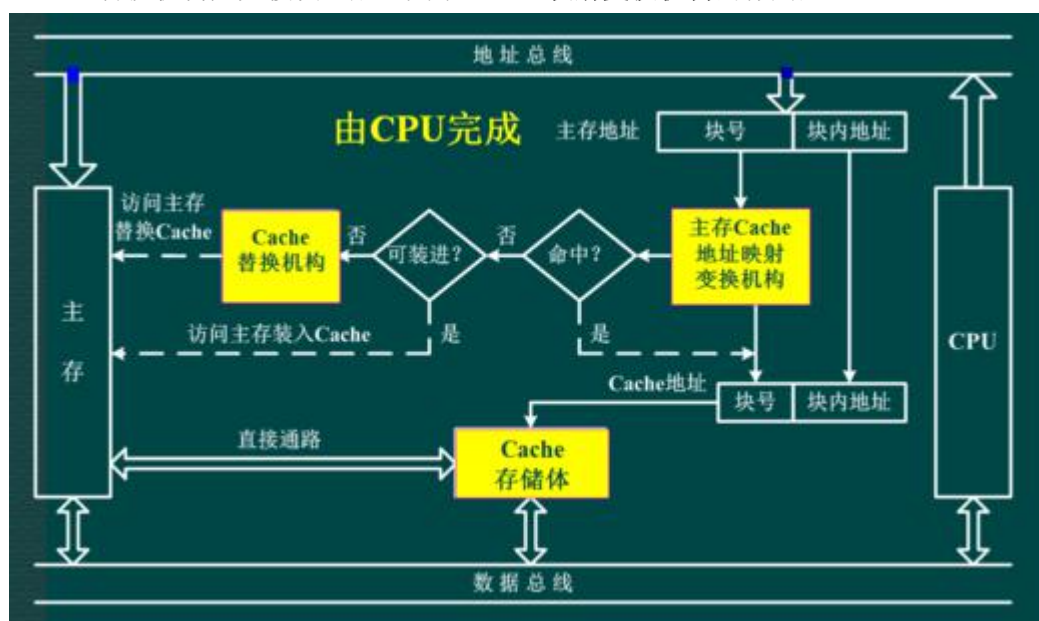 地址总线
由CPU完成
主存地址
块号
块内地址
访问主存
替换Cache
Cache
替换机构
否
可装进？
否
命中？
主存Cache
地址映射
变换机构
主
存
访问主存装入Cache
是
是
CPU
Cache地址
块号
块内地址
直接通路
Cache
存储体
数据总线